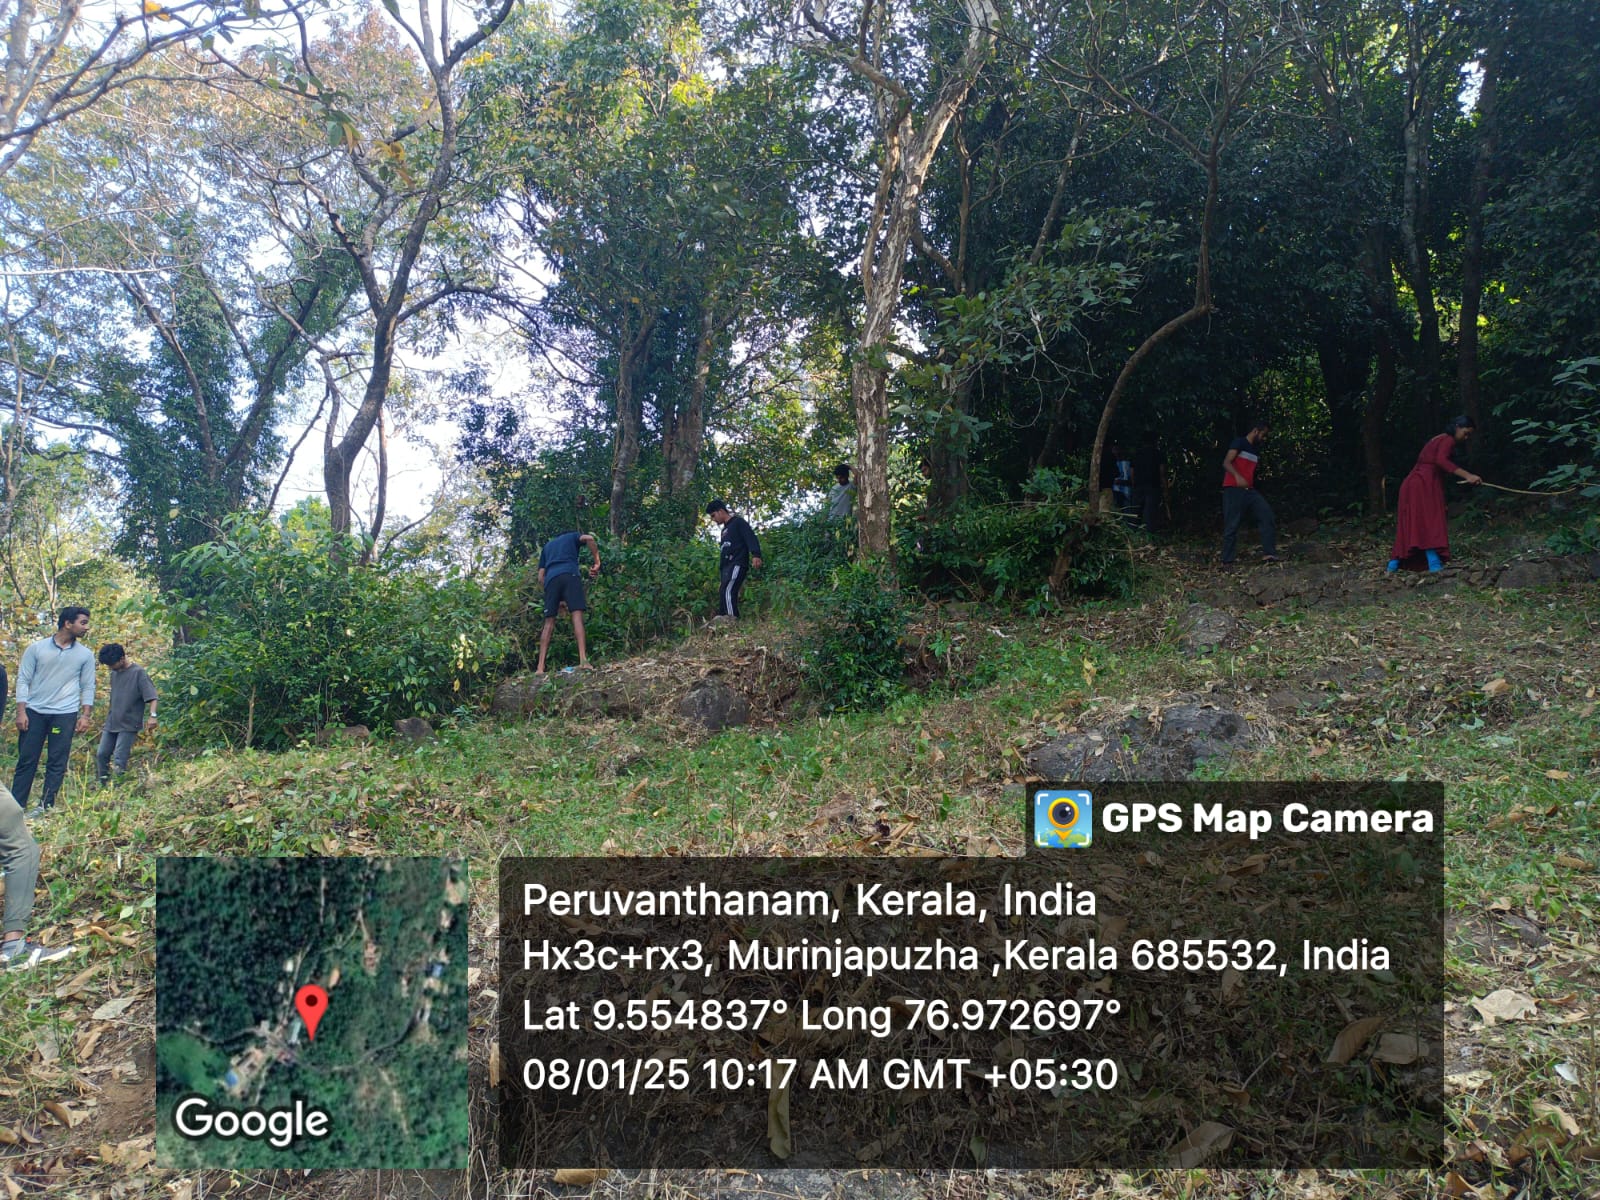 GPS Map Camera
Peruvanthanam, Kerala, India
Hx3c+rx3, Murinjapuzha ,Kerala 685532, India
Lat 9.554837° Long 76.972697°
08/01/25 10:17 AM GMT +05:30
Google